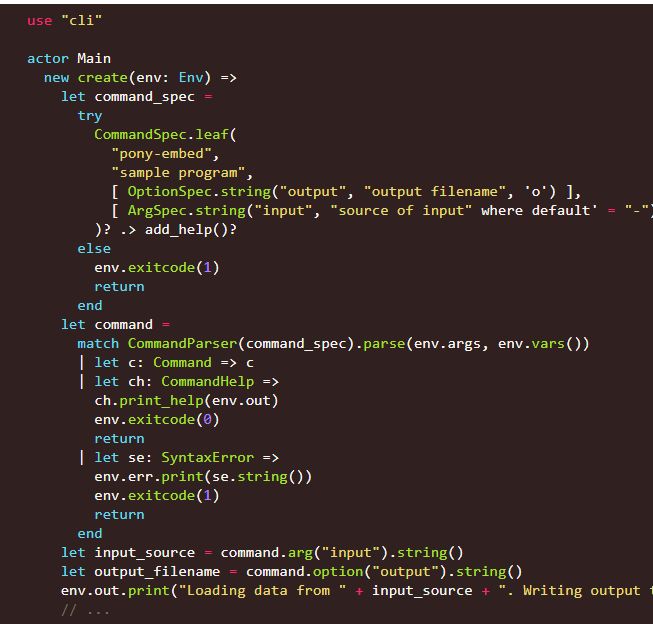 use "cli"
actor Main
new create(env: Env) =>
let command_spec =
try
CommandSpec.leaf(
"pony-embed",
"sample program",
[ OptionSpec.string("output", "output filename", 'o') ],
[ ArgSpec.string("input", "source of input" where default' = "-")
)? .> add_help()?
else
env.exitcode(1)
return
end
let command =
match CommandParser(command_spec).parse(env.args, env.vars())
| let c: Command => c
| let ch: CommandHelp =>
ch.print_help(env.out)
env.exitcode(0)
return
| let se: SyntaxError =>
env.err.print(se.string())
env.exitcode(1)
return
end
let input_source = command.arg("input").string()
let output_filename = command.option("output").string()
env.out.print("Loading data from " + input_source + ". Writing output
// ...